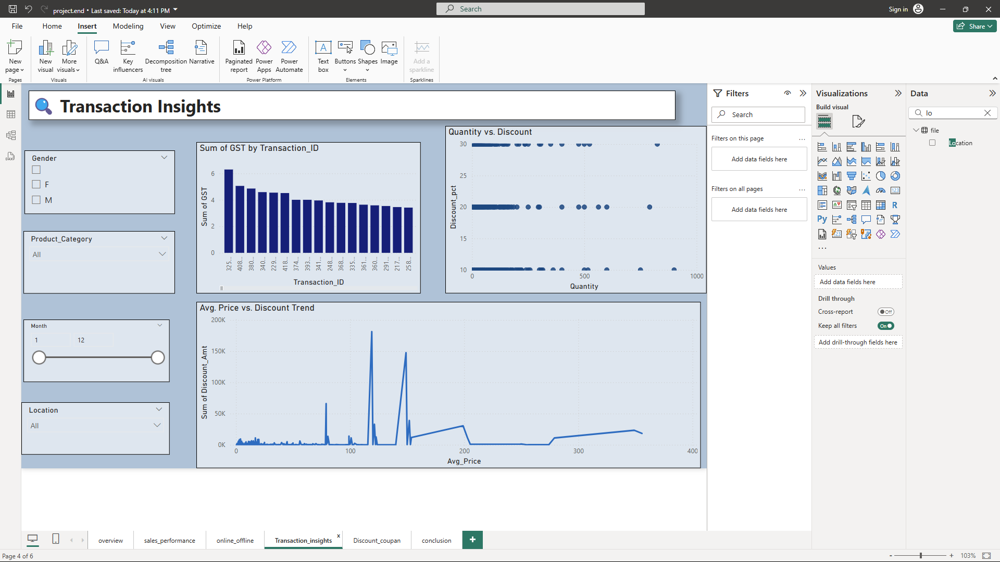 project.end • Last saved: Today at 4:11 PM
Search
Sign in
File
Home
Insert
Modeling
View
Optimize
Help
Share
New page
Pages
New visual
More visuals
Visuals
Q&A
Key influencers
Decomposition tree
Narrative
AI visuals
Paginated report
Power Apps
Power Automate
Power Platform
Text box
Buttons
Shapes
Image
Elements
Add a sparkline
Sparklines
Transaction Insights
Gender
F
M
Product_Category
All
Month
1
12
Location
All
Sum of GST by Transaction_ID
Sum of GST
6
4
2
0
325...
408...
380...
340...
229...
418...
374...
393...
341...
248...
368...
335...
361...
360...
291...
217...
258...
Transaction_ID
Quantity vs. Discount
Discount_pct
30
25
20
15
10
0
500
1000
Quantity
Avg. Price vs. Discount Trend
Sum of Discount_Amt
200K
150K
100K
50K
0K
0
100
200
300
400
Avg_Price
Filters
Search
Filters on this page
...
Add data fields here
Filters on all pages
...
Add data fields here
Visualizations
Build visual
123
R
Py
123
...
Values
Add data fields here
Drill through
Cross-report
Off
Keep all filters
On
Add drill-through fields here
Data
lo
file
Location
overview
sales_performance
online_offline
Transaction_insights
x
Discount_coupan
conclusion
+
Page 4 of 6
-
+
103%